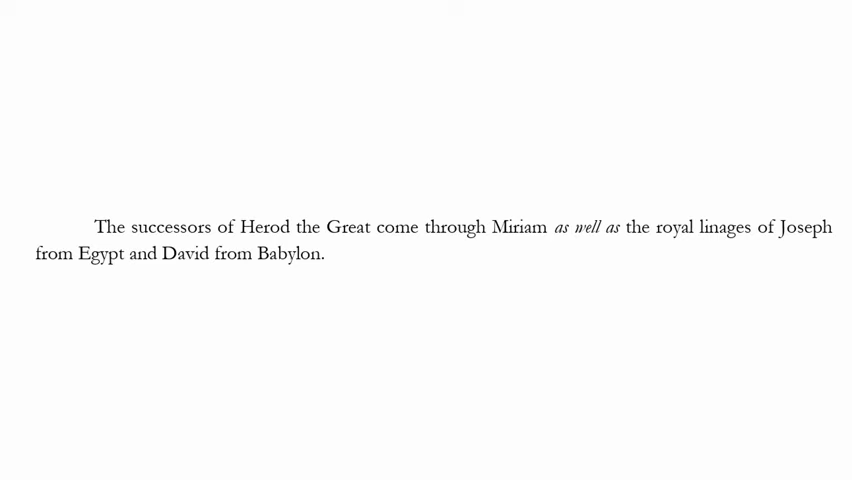 The successors of Herod the Great come through Miriam as well as the royal linages of Joseph
from Egypt and David from Babylon.